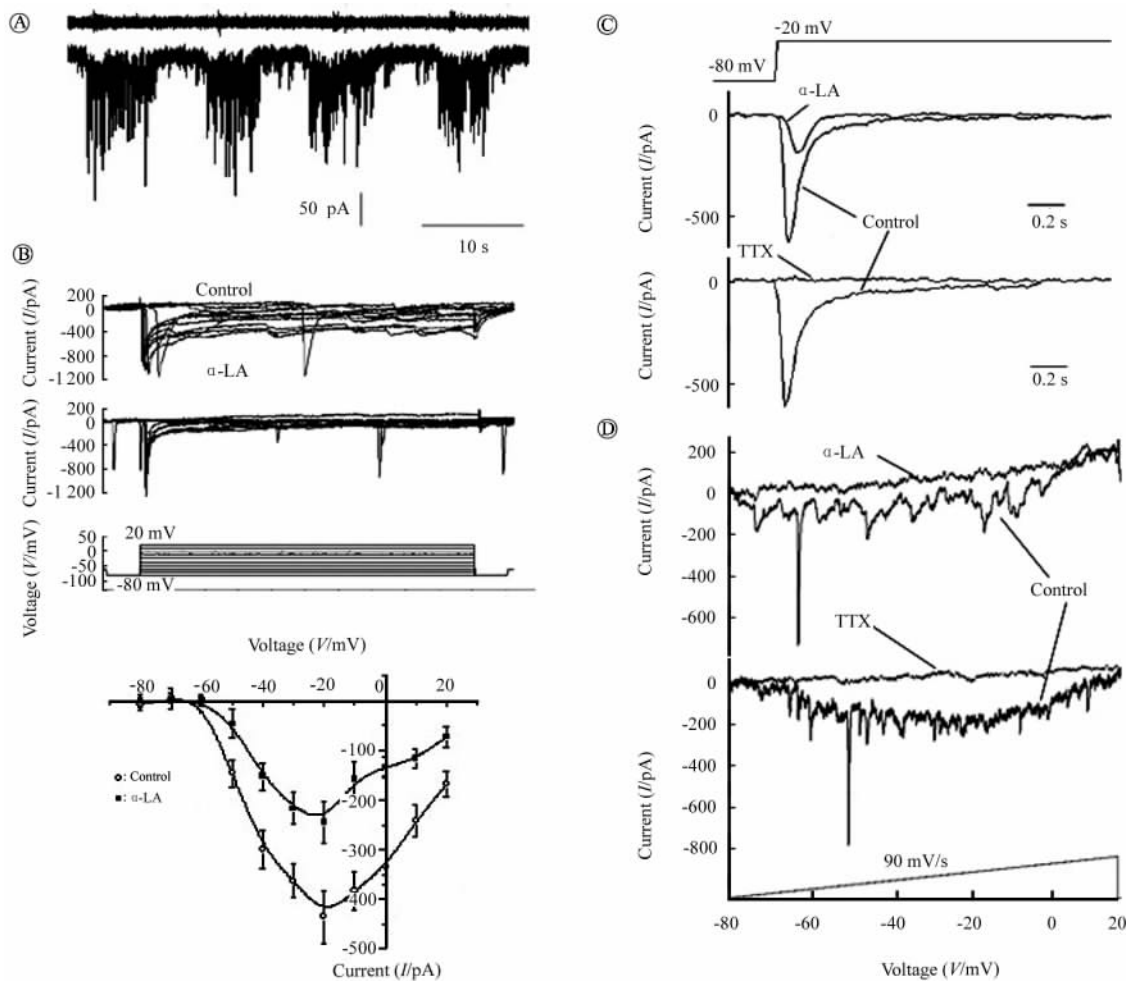 A
50 pA
10 s
B
Control
α-LA
200
0
-400
-800
-1 200
Current (I/pA)
200
0
-400
-800
-1 200
Current (I/pA)
20 mV
50
0
-50
-100
-80 mV
Voltage (V/mV)
Voltage (V/mV)
-80 -60 -40 -20 0 20
-100
-200
-300
-400
-500
: Control
: α-LA
Current (I/pA)
C
-20 mV
-80 mV
α-LA
0
-500
Current (I/pA)
Control
0.2 s
TTX
0
-500
Current (I/pA)
0.2 s
D
α-LA
200
0
-200
-400
-600
Current (I/pA)
Control
TTX
0
-200
-400
-600
-800
Current (I/pA)
90 mV/s
-80 -60 -40 -20 0 20
Voltage (V/mV)